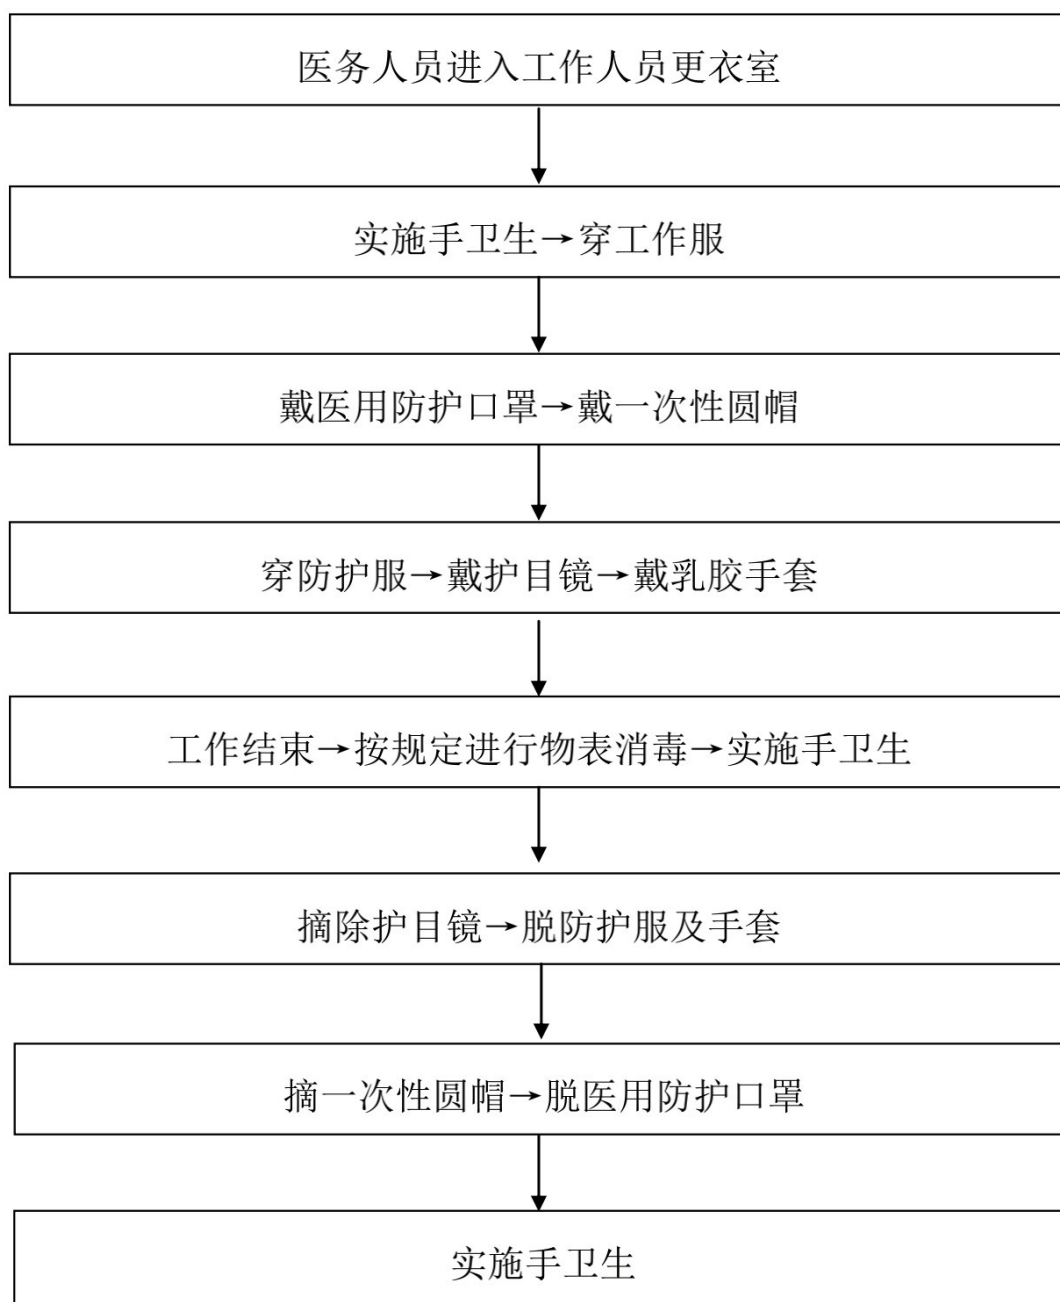 医务人员进入工作人员更衣室
实施手卫生→穿工作服
戴医用防护口罩→戴一次性圆帽
穿防护服→戴护目镜→戴乳胶手套
工作结束→按规定进行物表消毒→实施手卫生
摘除护目镜→脱防护服及手套
摘一次性圆帽→脱医用防护口罩
实施手卫生